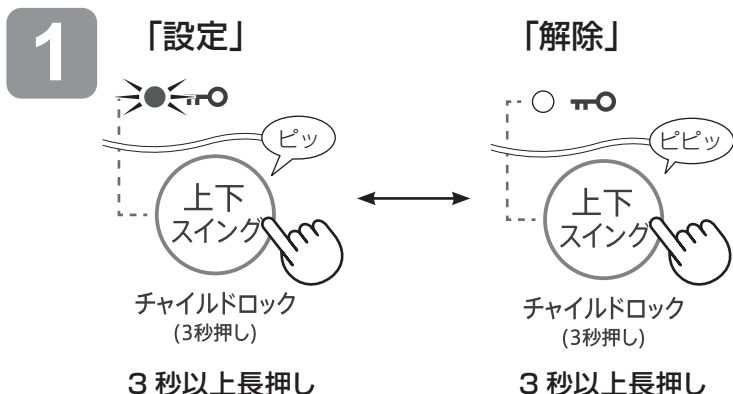 1
「設定」
ピッ
上下
スイング
チャイルドロック
(3秒押し)
3 秒以上長押し
「解除」
ピピッ
上下
スイング
チャイルドロック
(3秒押し)
3 秒以上長押し